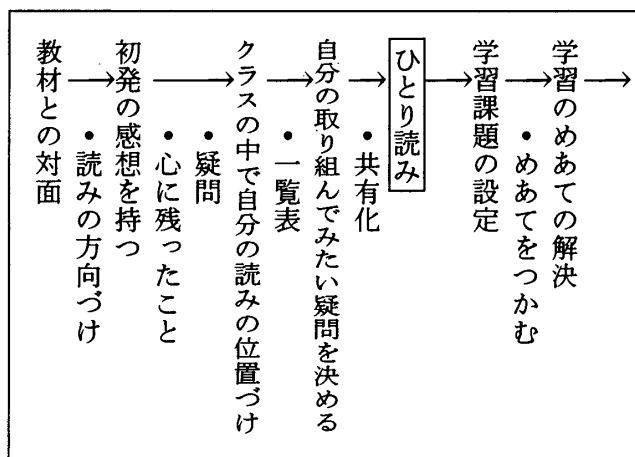 教材との対面
・読みの方向づけ
初発の感想を持つ
・心に残ったこと
・疑問
クラスの中で自分の読みの位置づけ
・一覧表
自分の取り組んでみたい疑問を決める
・共有化
ひとり読み
学習課題の設定
・めあてをつかむ
学習のめあての解決